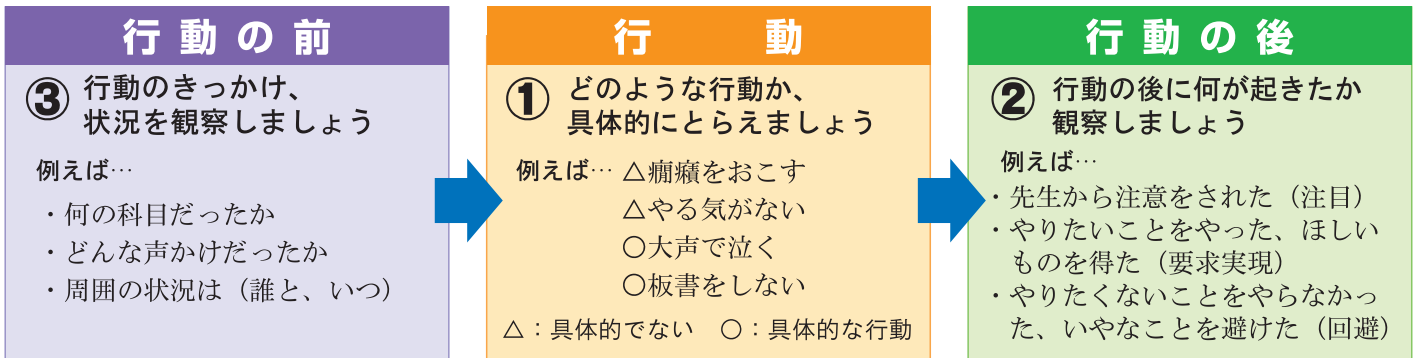 行動の前
③ 行動のきっかけ、
状況を観察しましょう
例えば…
・何の科目だったか
・どんな声かけだったか
・周囲の状況は（誰と、いつ）
行動
① どのような行動か、
具体的にとらえましょう
例えば… △癇癪をおこす
△やる気がない
○大声で泣く
○板書をしない
△：具体的でない ○：具体的な行動
行動の後
② 行動の後に何が起きたか
観察しましょう
例えば…
・先生から注意をされた（注目）
・やりたいことをやった、ほしい
ものを得た（要求実現）
・やりたくないことをやらなかっ
た、いやなことを避けた（回避）